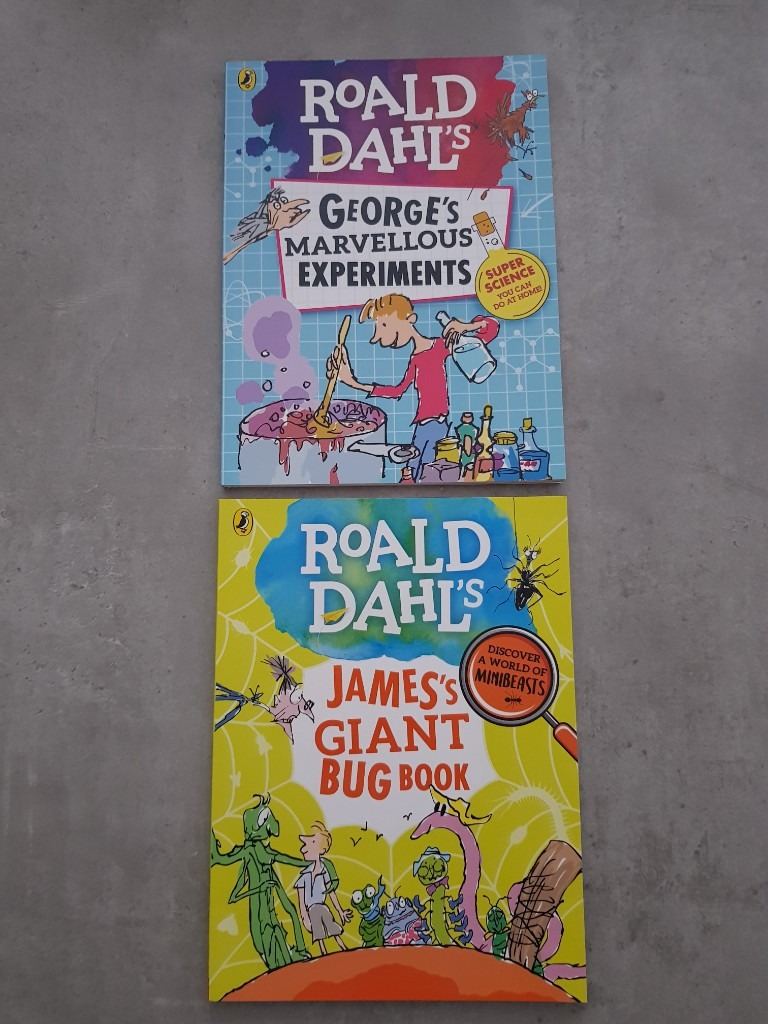 ROALD
DAHL'S
GEORGE'S
MARVELLOUS
EXPERIMENTS
SUPER
SCIENCE
YOU CAN
DO AT HOME!
ROALD
DAHL'S
DISCOVER
A WORLD OF
MINIBEASTS
JAMES'S
GIANT
BUG BOOK